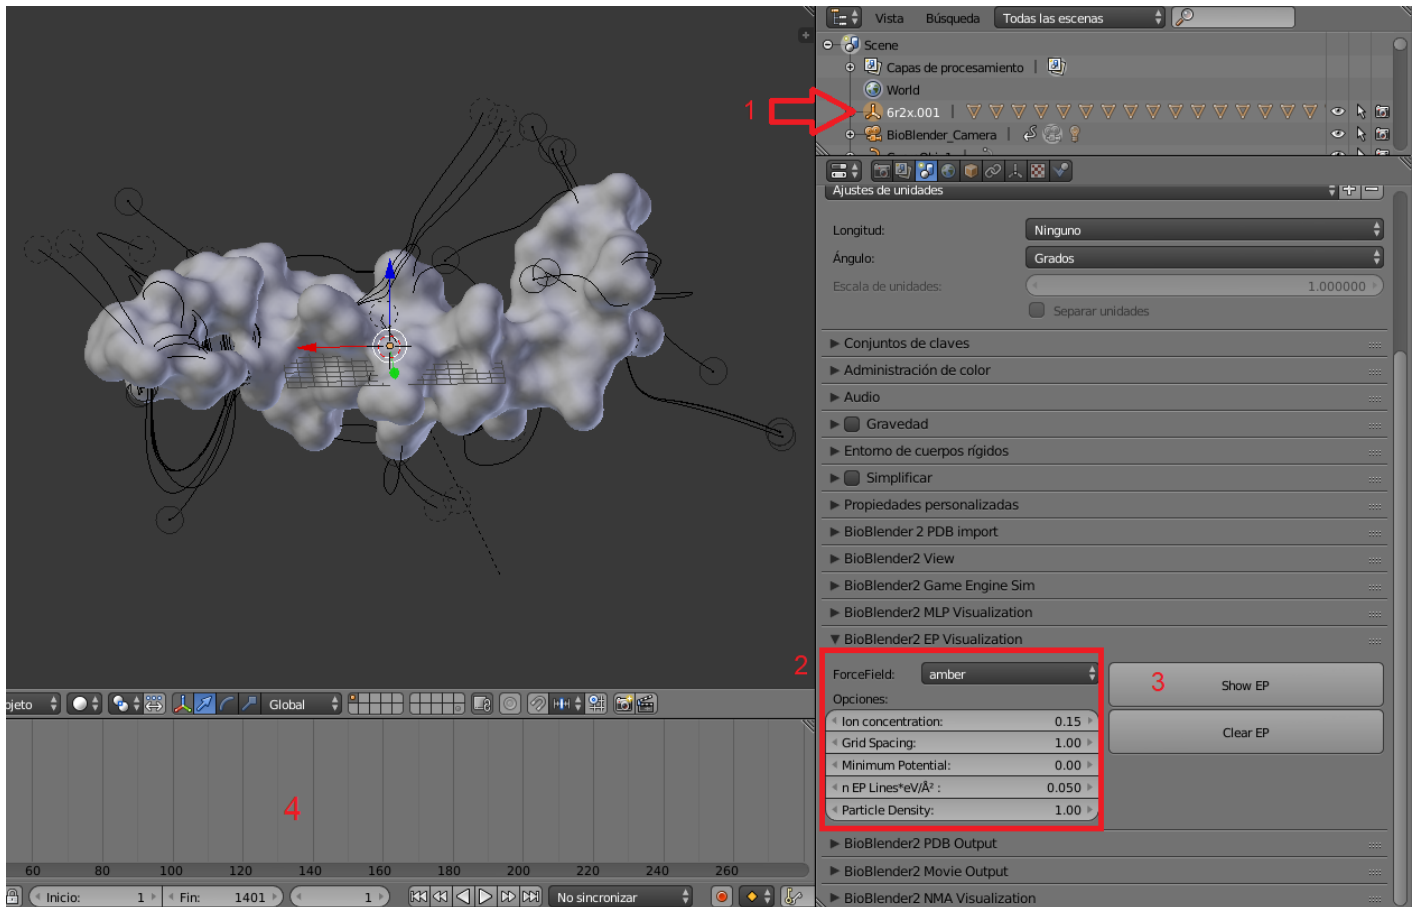 Vista Búsqueda Todas las escenas
Scene
Capas de procesamiento
World
1
6r2x.001
BioBlender_Camera
Ajustes de unidades
Longitud: Ninguno
Ángulo: Grados
Escala de unidades: 1.000000
Separar unidades
Conjuntos de claves
Administración de color
Audio
Gravedad
Entorno de cuerpos rígidos
Simplificar
Propiedades personalizadas
BioBlender 2 PDB import
BioBlender2 View
BioBlender2 Game Engine Sim
BioBlender2 MLP Visualization
BioBlender2 EP Visualization
2
ForceField: amber
3 Show EP
Opciones:
Ion concentration: 0.15
Clear EP
Grid Spacing: 1.00
Minimum Potential: 0.00
n EP Lines*eV/Å² : 0.050
Particle Density: 1.00
BioBlender2 PDB Output
BioBlender2 Movie Output
BioBlender2 NMA Visualization
ojeto Global
4
60 80 100 120 140 160 180 200 220 240 260
Inicio: 1 Fin: 1401 1 No sincronizar